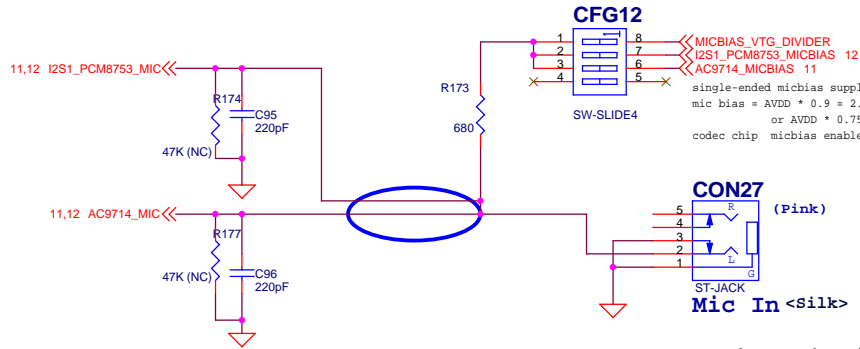 CFG12
1 8 MICBIAS_VTG_DIVIDER
2 7 I2S1_PCM8753_MICBIAS 12
3 6 AC9714_MICBIAS 11
4 5
1
SW-SLIDE4
single-ended micbias suppl
mic bias = AVDD * 0.9 = 2.
or AVDD * 0.75
codec chip micbias enable
11,12 I2S1_PCM8753_MIC
R174
C95
220pF
47K (NC)
R173
680
11,12 AC9714_MIC
R177
C96
220pF
47K (NC)
CON27
(Pink)
5
4
3
2
1
R
L
G
ST-JACK
Mic In <Silk>